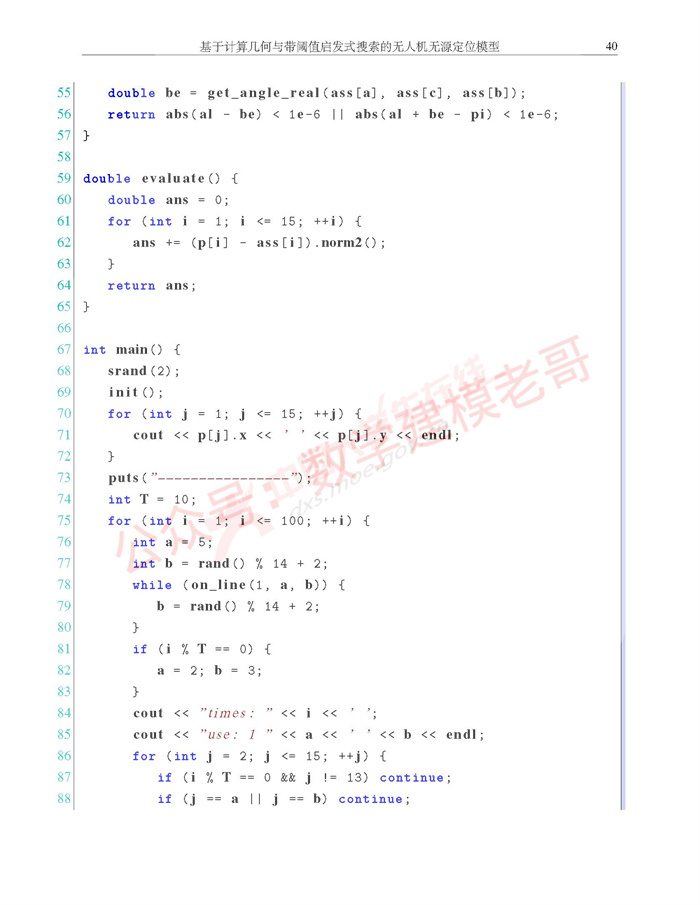 基于计算几何与带阈值启发式搜索的无人机无源定位模型 40
55 double be = get_angle_real(ass[a], ass[c], ass[b]);
56 return abs(al - be) < 1e-6 || abs(al + be - pi) < 1e-6;
57 }
58
59 double evaluate() {
60 double ans = 0;
61 for (int i = 1; i <= 15; ++i) {
62 ans += (p[i] - ass[i]).norm2();
63 }
64 return ans;
65 }
66
67 int main() {
68 srand(2);
69 init();
70 for (int j = 1; j <= 15; ++j) {
71 cout << p[j].x << ' ' << p[j].y << endl;
72 }
73 puts("----------------");
74 int T = 10;
75 for (int i = 1; i <= 100; ++i) {
76 int a = 5;
77 int b = rand() % 14 + 2;
78 while (on_line(1, a, b)) {
79 b = rand() % 14 + 2;
80 }
81 if (i % T == 0) {
82 a = 2; b = 3;
83 }
84 cout << "times: " << i << ' ';
85 cout << "use: 1 " << a << ' ' << b << endl;
86 for (int j = 2; j <= 15; ++j) {
87 if (i % T == 0 && j != 13) continue;
88 if (j == a || j == b) continue;
公众号:数学建模老哥
dxs.moe.gov